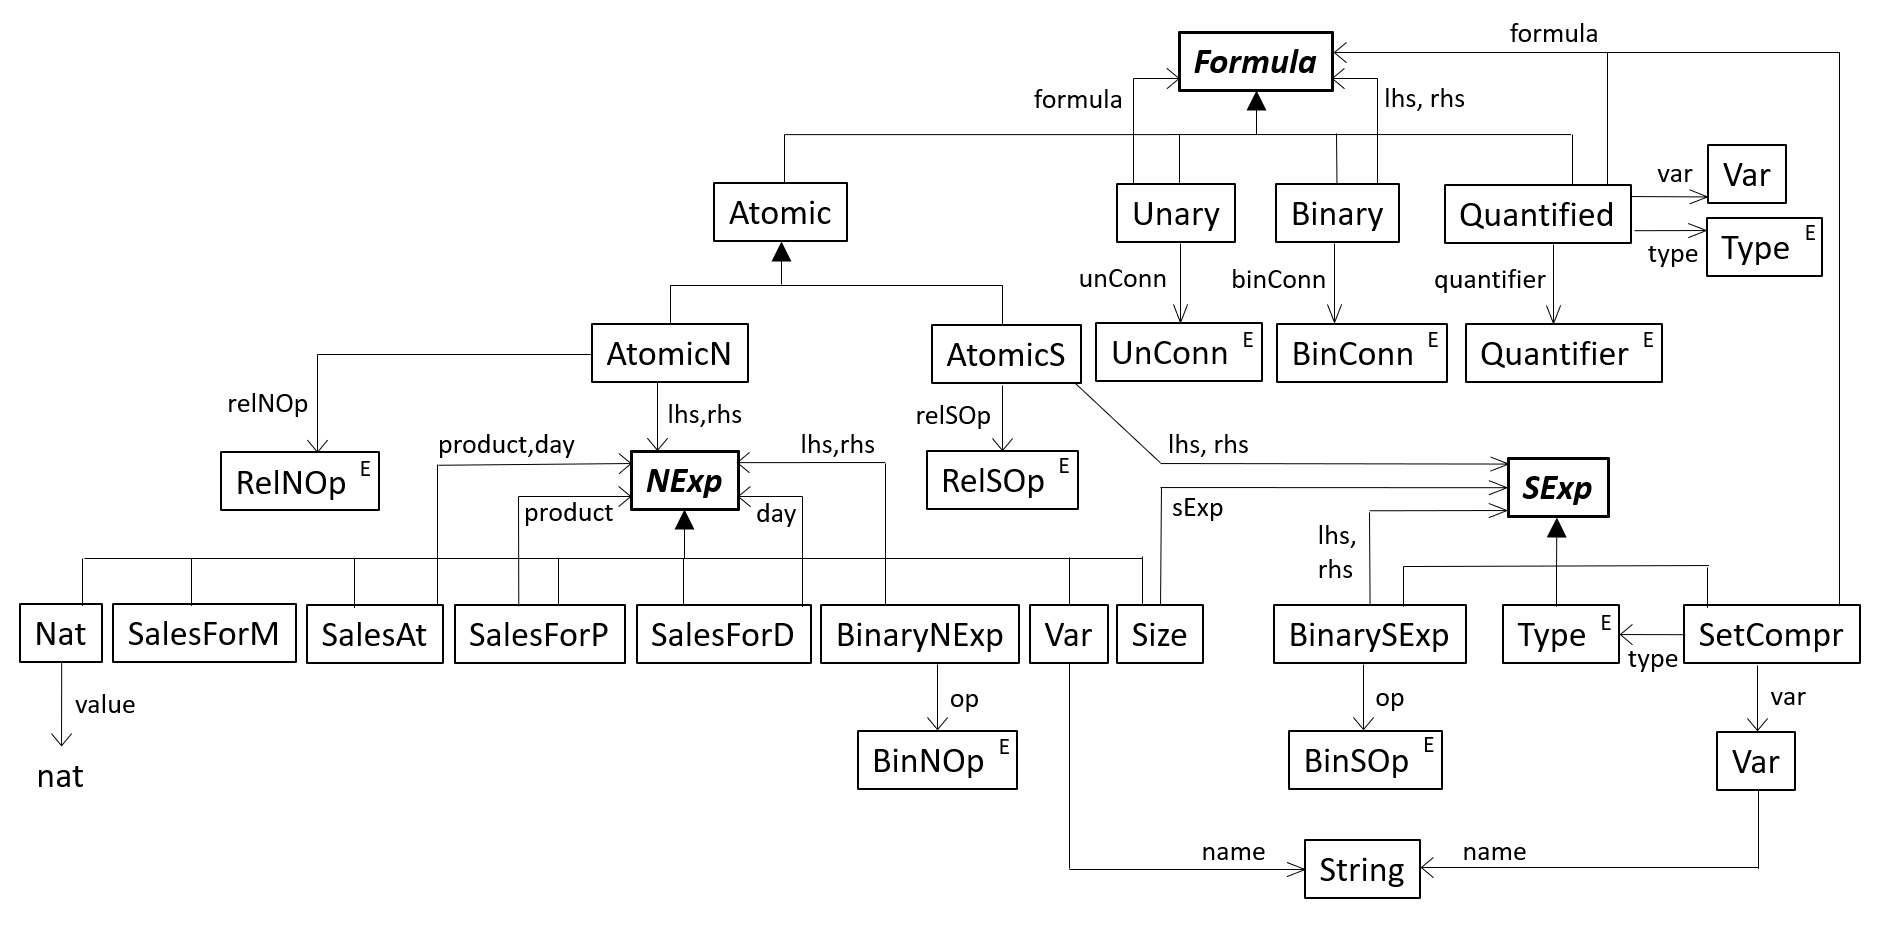 formula
Formula
formula
lhs, rhs
Var
var
Atomic
Unary
Binary
Quantified
Type E
type
unConn
binConn
quantifier
AtomicN
AtomicS
UnConn E
BinConn E
Quantifier E
relNOp
lhs,rhs
relSOp
product,day
lhs,rhs
lhs, rhs
RelNOp E
NExp
RelSOp E
SExp
product
day
sExp
lhs,
rhs
Nat
SalesForM
SalesAt
SalesForP
SalesForD
BinaryNExp
Var
Size
BinarySExp
Type E
SetCompr
type
value
op
op
var
nat
BinNOp E
BinSOp E
Var
name
name
String